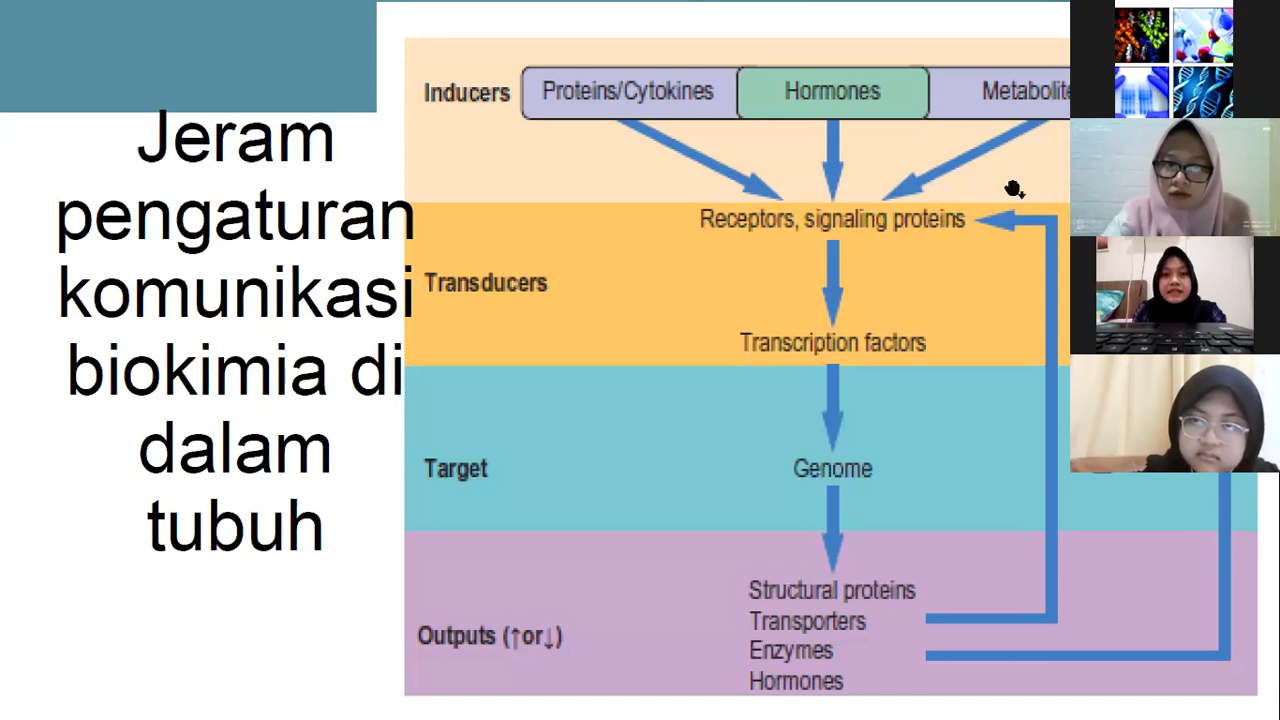 Jeram
pengaturan
komunikasi
biokimia di
dalam
tubuh
Inducers
Proteins/Cytokines
Hormones
Receptors, signaling proteins
Transducers
Transcription factors
Target
Genome
Structural proteins
Transporters
Outputs (↑or↓)
Enzymes
Hormones